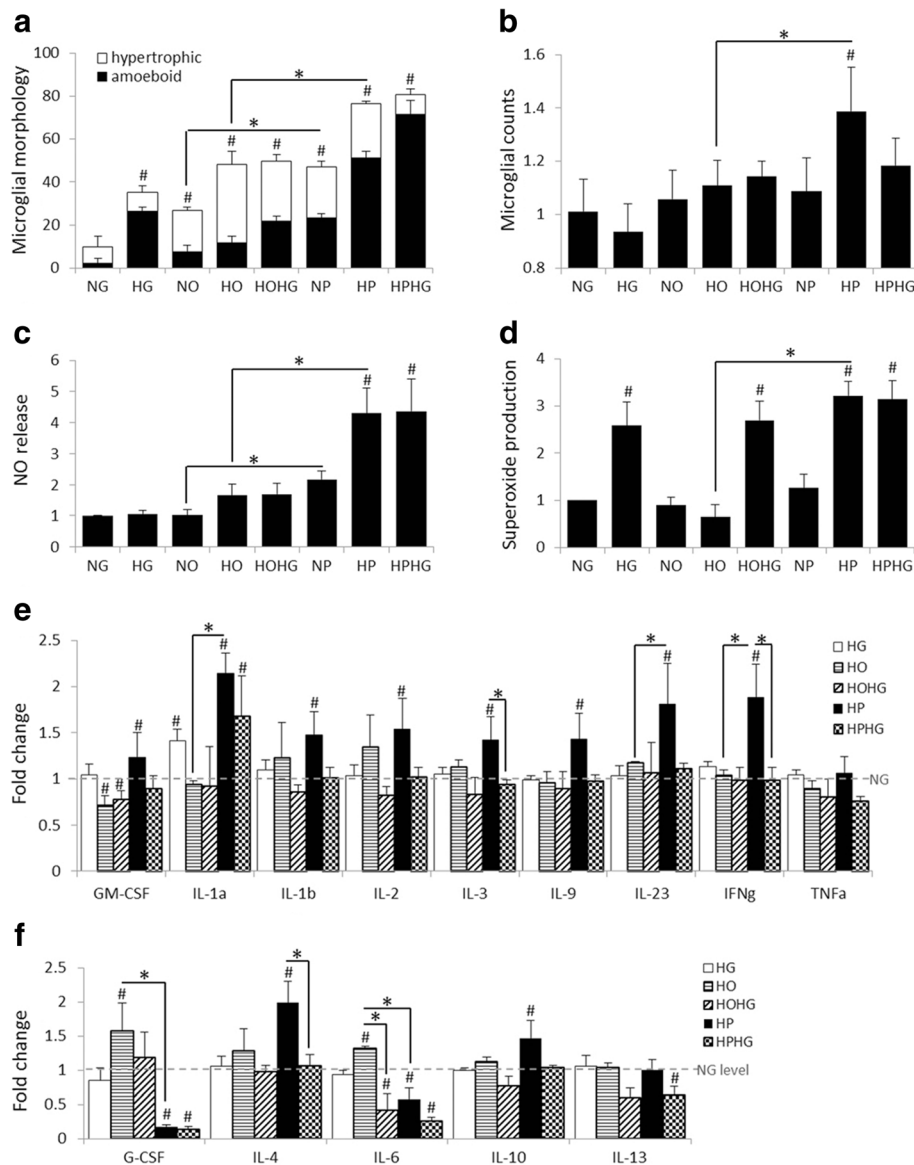 a
b
hypertrophic
amoeboid
Microglial morphology
100
80
60
40
20
0
* *
# # # # # # #
NG HG NO HO HOHG NP HP HPHG
Microglial counts
1.6
1.4
1.2
1
0.8
*
#
NG HG NO HO HOHG NP HP HPHG
c
d
NO release
6
5
4
3
2
1
0
* *
# #
NG HG NO HO HOHG NP HP HPHG
Superoxide production
4
3
2
1
0
*
# # # #
NG HG NO HO HOHG NP HP HPHG
e
Fold change
2.5
2
1.5
1
0.5
0
* * * * *
# # # # # # # # # # #
HG
HO
HOHG
HP
HPHG
NG
GM-CSF IL-1a IL-1b IL-2 IL-3 IL-9 IL-23 IFNg TNFa
f
Fold change
2.5
2
1.5
1
0.5
0
* * * *
# # # # # # # # # #
HG
HO
HOHG
HP
HPHG
NG level
G-CSF IL-4 IL-6 IL-10 IL-13